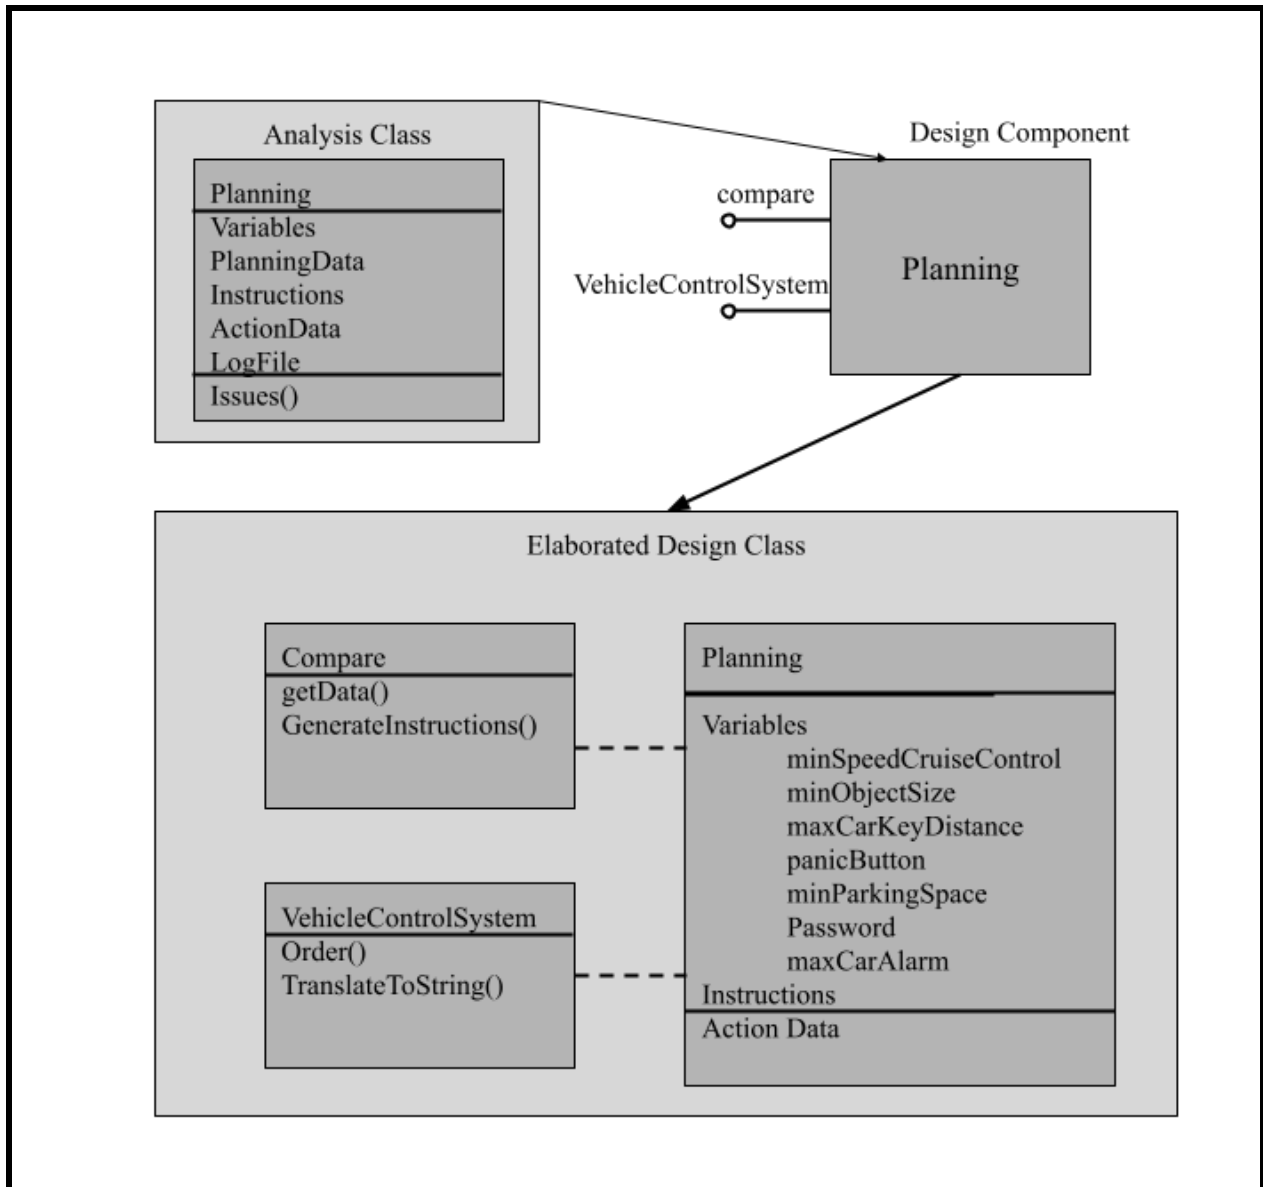 Analysis Class
Planning
Variables
PlanningData
Instructions
ActionData
LogFile
Issues()
Design Component
compare
VehicleControlSystem
Planning
Elaborated Design Class
Compare
getData()
GenerateInstructions()
VehicleControlSystem
Order()
TranslateToString()
Planning
Variables
minSpeedCruiseControl
minObjectSize
maxCarKeyDistance
panicButton
minParkingSpace
Password
maxCarAlarm
Instructions
Action Data